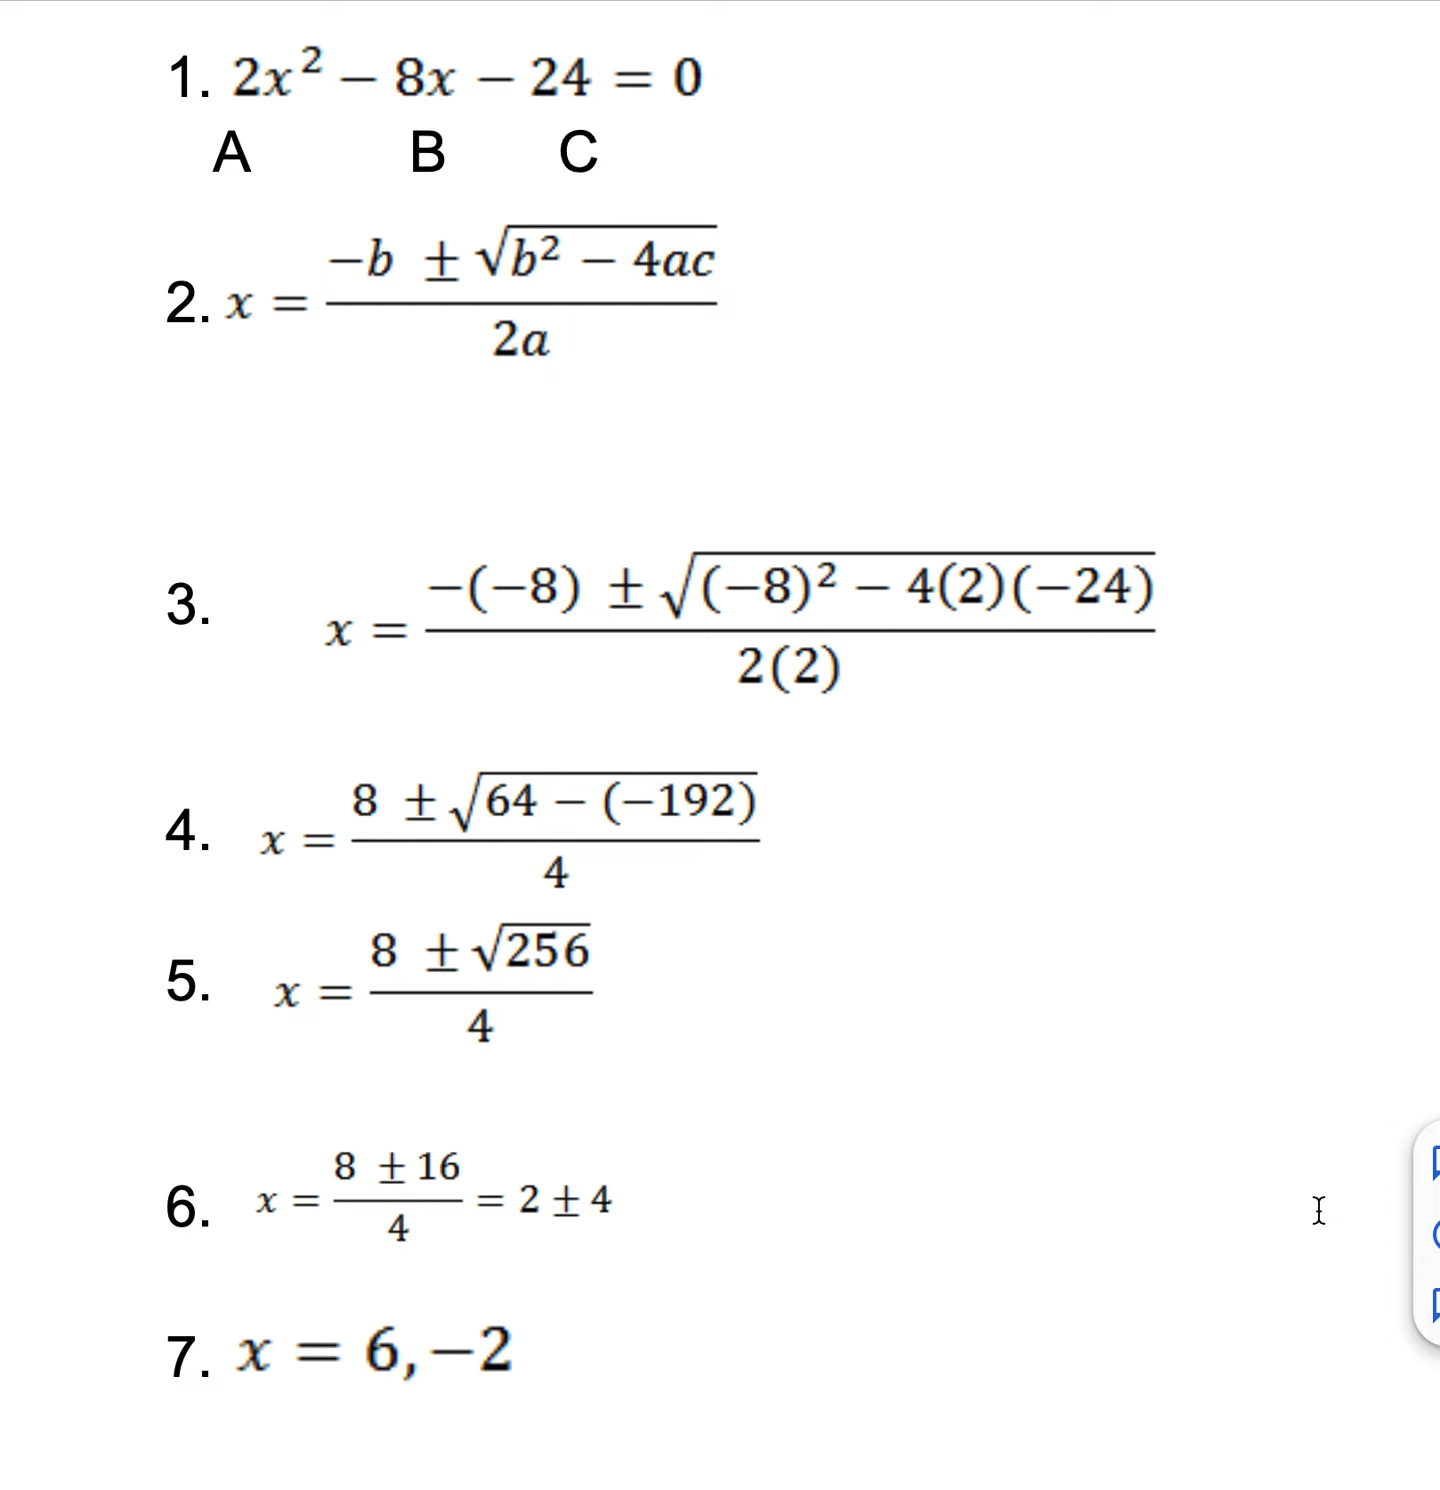 1. 2x² − 8x − 24 = 0
A B C
2. x = (−b ± √(b² − 4ac)) / 2a
3. x = (−(−8) ± √((−8)² − 4(2)(−24))) / 2(2)
4. x = (8 ± √(64 − (−192))) / 4
5. x = (8 ± √256) / 4
6. x = (8 ± 16) / 4 = 2 ± 4
7. x = 6, −2